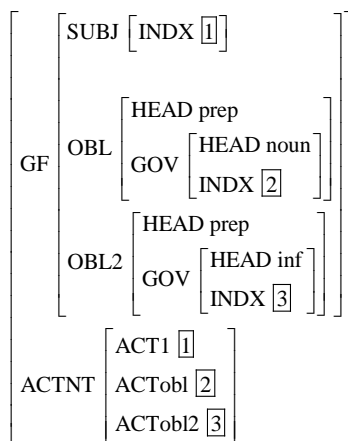 SUBJ [INDX 1]
HEAD prep
OBL
HEAD noun
GOV
INDX 2
GF
HEAD prep
OBL2
HEAD inf
GOV
INDX 3
ACT1 1
ACTNT ACTobl 2
ACTobl2 3